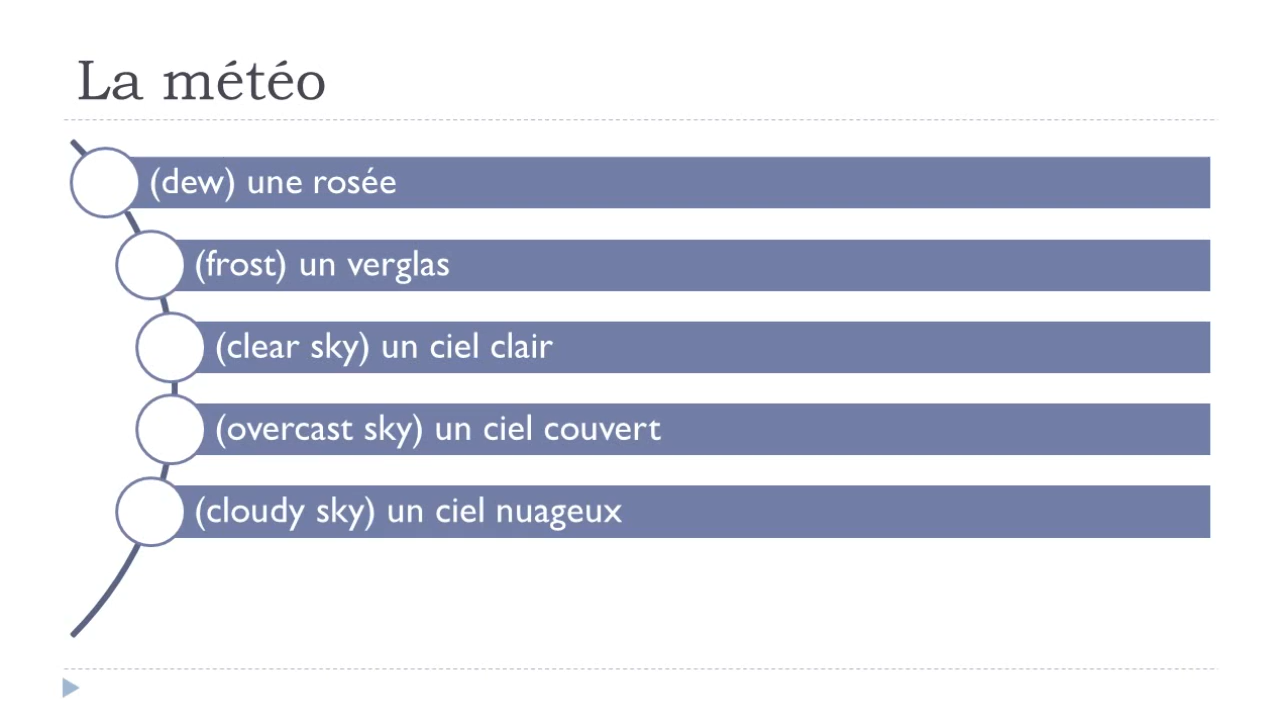 La météo
(dew) une rosée
(frost) un verglas
(clear sky) un ciel clair
(overcast sky) un ciel couvert
(cloudy sky) un ciel nuageux